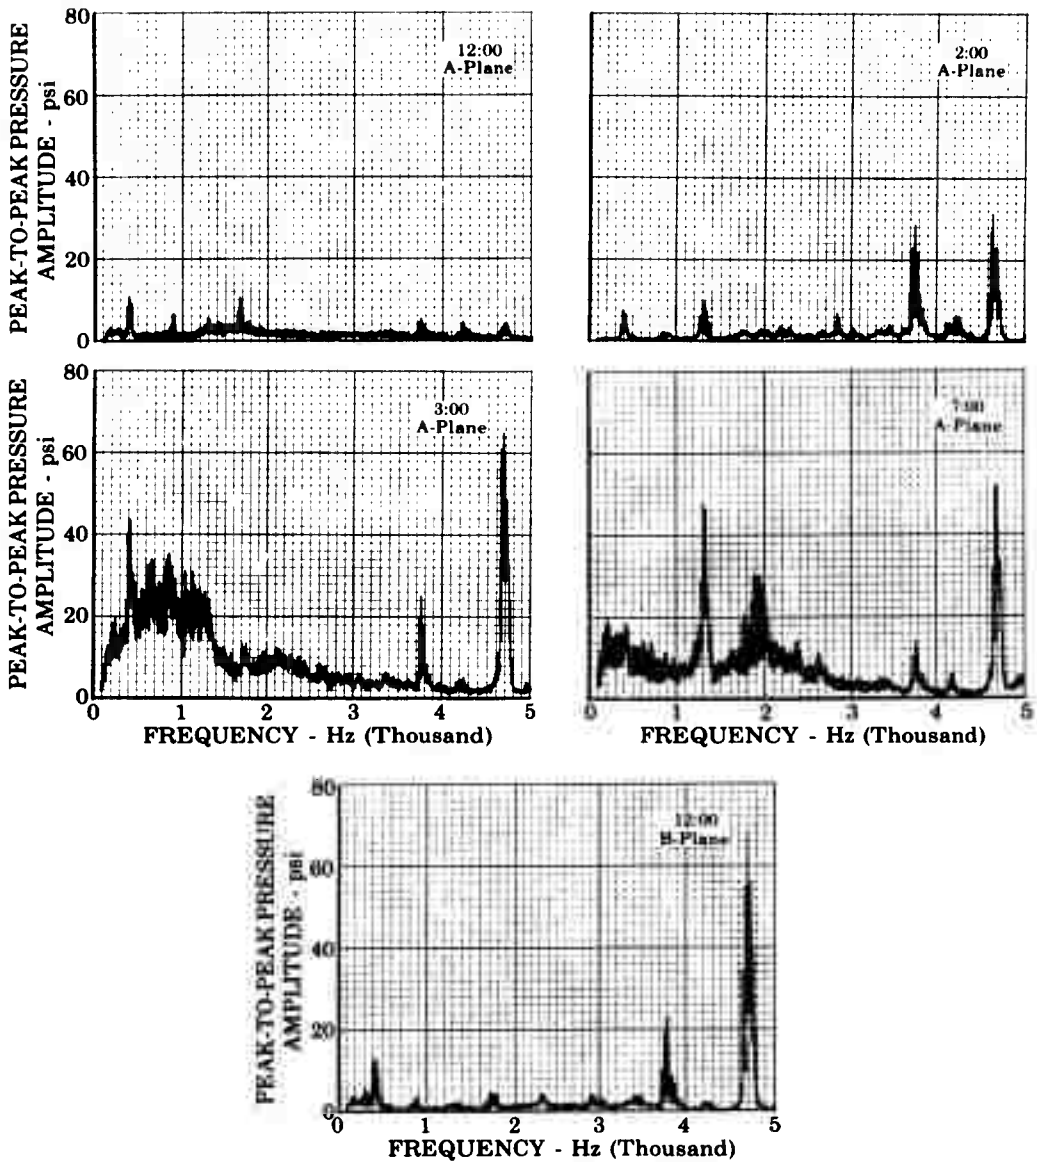 PEAK-TO-PEAK PRESSURE
AMPLITUDE - psi
80
60
40
20
0
12:00
A-Plane
2:00
A-Plane
PEAK-TO-PEAK PRESSURE
AMPLITUDE - psi
80
60
40
20
0
3:00
A-Plane
0 1 2 3 4 5
FREQUENCY - Hz (Thousand)
7:00
A-Plane
0 1 2 3 4 5
FREQUENCY - Hz (Thousand)
PEAK-TO-PEAK PRESSURE
AMPLITUDE - psi
80
60
40
20
0
12:00
B-Plane
0 1 2 3 4 5
FREQUENCY - Hz (Thousand)